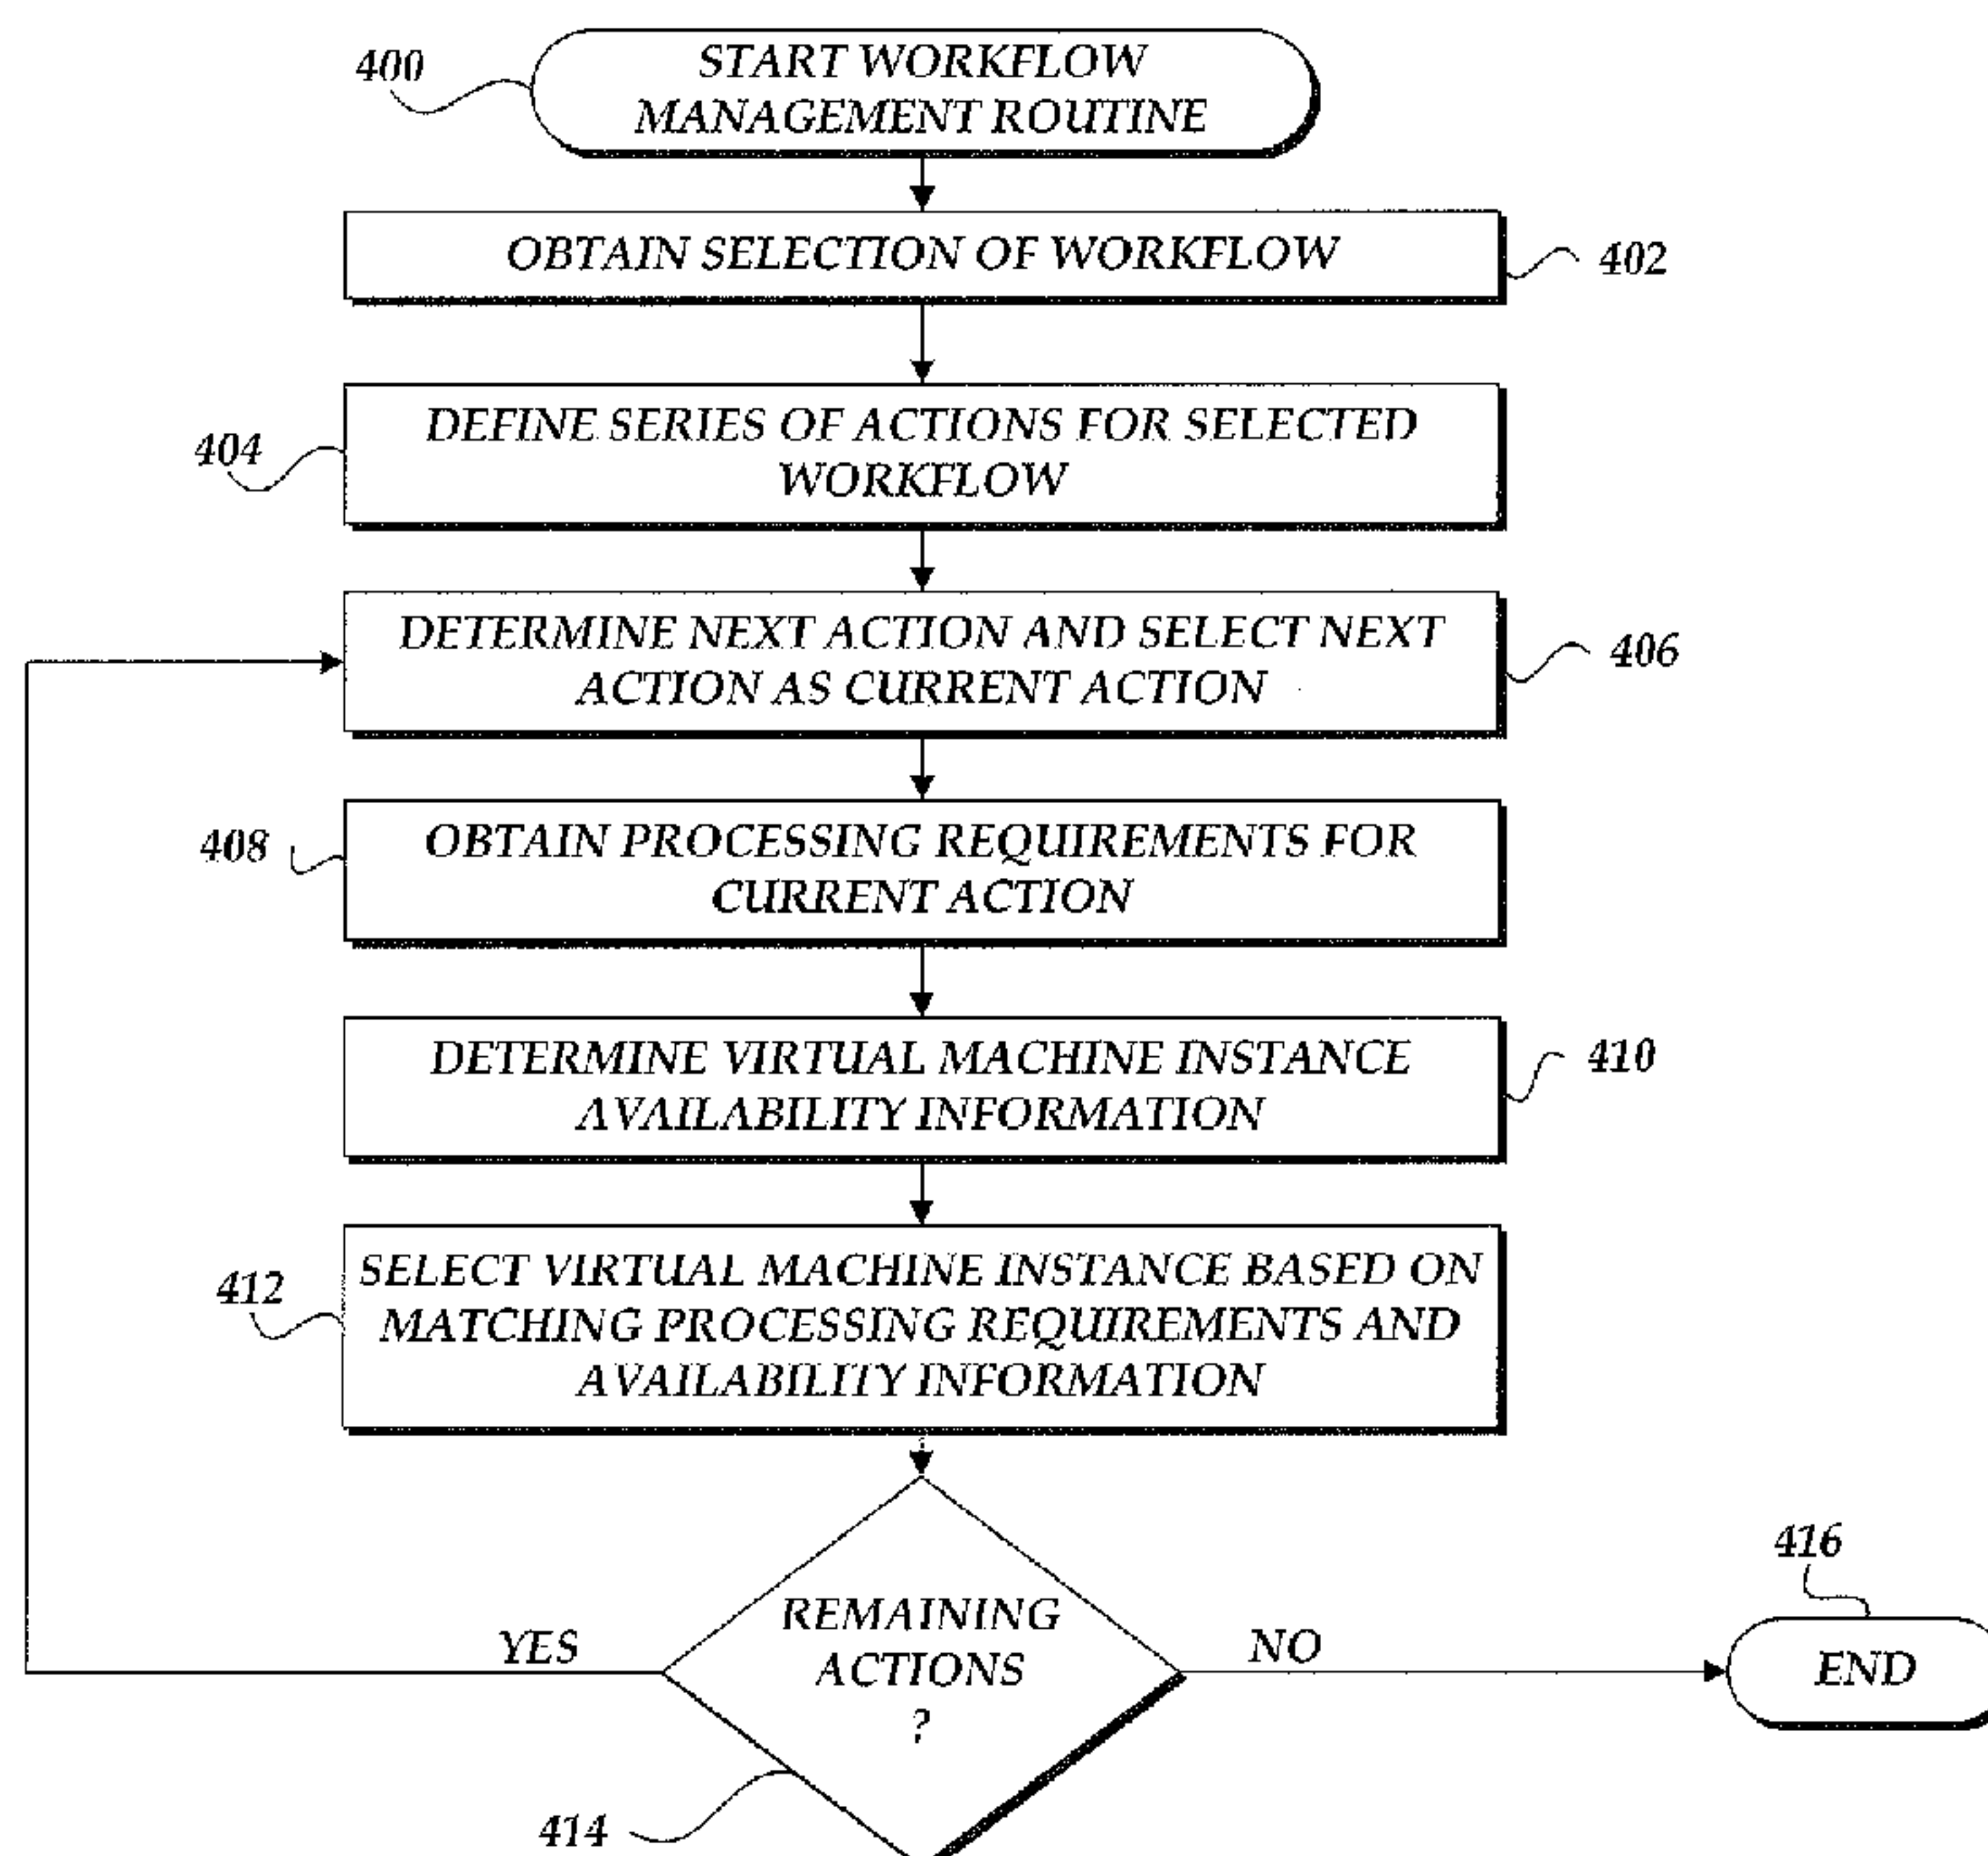 400
START WORKFLOW
MANAGEMENT ROUTINE
OBTAIN SELECTION OF WORKFLOW
402
404
DEFINE SERIES OF ACTIONS FOR SELECTED
WORKFLOW
DETERMINE NEXT ACTION AND SELECT NEXT
ACTION AS CURRENT ACTION
406
408
OBTAIN PROCESSING REQUIREMENTS FOR
CURRENT ACTION
DETERMINE VIRTUAL MACHINE INSTANCE
AVAILABILITY INFORMATION
410
412
SELECT VIRTUAL MACHINE INSTANCE BASED ON
MATCHING PROCESSING REQUIREMENTS AND
AVAILABILITY INFORMATION
REMAINING
ACTIONS
?
YES
NO
416
END
414